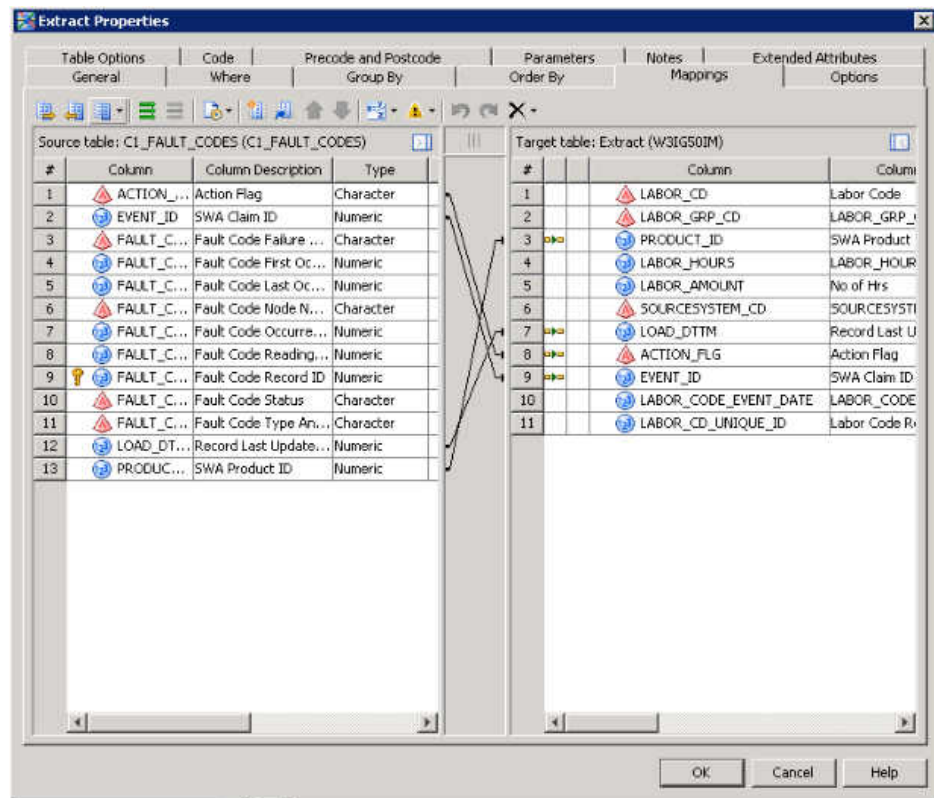 Extract Properties
Table Options Code Precode and Postcode Parameters Notes Extended Attributes
General Where Group By Order By Mappings Options
Source table: C1_FAULT_CODES (C1_FAULT_CODES) Target table: Extract (W3IG50IM)
# Column Column Description Type # Column Column
1 ACTION_... Action Flag Character 1 LABOR_CD Labor Code
2 EVENT_ID SWA Claim ID Numeric 2 LABOR_GRP_CD LABOR_GRP_
3 FAULT_C... Fault Code Failure ... Character 3 PRODUCT_ID SWA Product
4 FAULT_C... Fault Code First Oc... Numeric 4 LABOR_HOURS LABOR_HOUR
5 FAULT_C... Fault Code Last Oc... Numeric 5 LABOR_AMOUNT No of Hrs
6 FAULT_C... Fault Code Node N... Character 6 SOURCESYSTEM_CD SOURCESYST
7 FAULT_C... Fault Code Occurre... Numeric 7 LOAD_DTTM Record Last U
8 FAULT_C... Fault Code Reading... Numeric 8 ACTION_FLG Action Flag
9 FAULT_C... Fault Code Record ID Numeric 9 EVENT_ID SWA Claim ID
10 FAULT_C... Fault Code Status Character 10 LABOR_CODE_EVENT_DATE LABOR_CODE
11 FAULT_C... Fault Code Type An... Character 11 LABOR_CD_UNIQUE_ID Labor Code R
12 LOAD_DT... Record Last Update... Numeric
13 PRODUC... SWA Product ID Numeric
OK Cancel Help